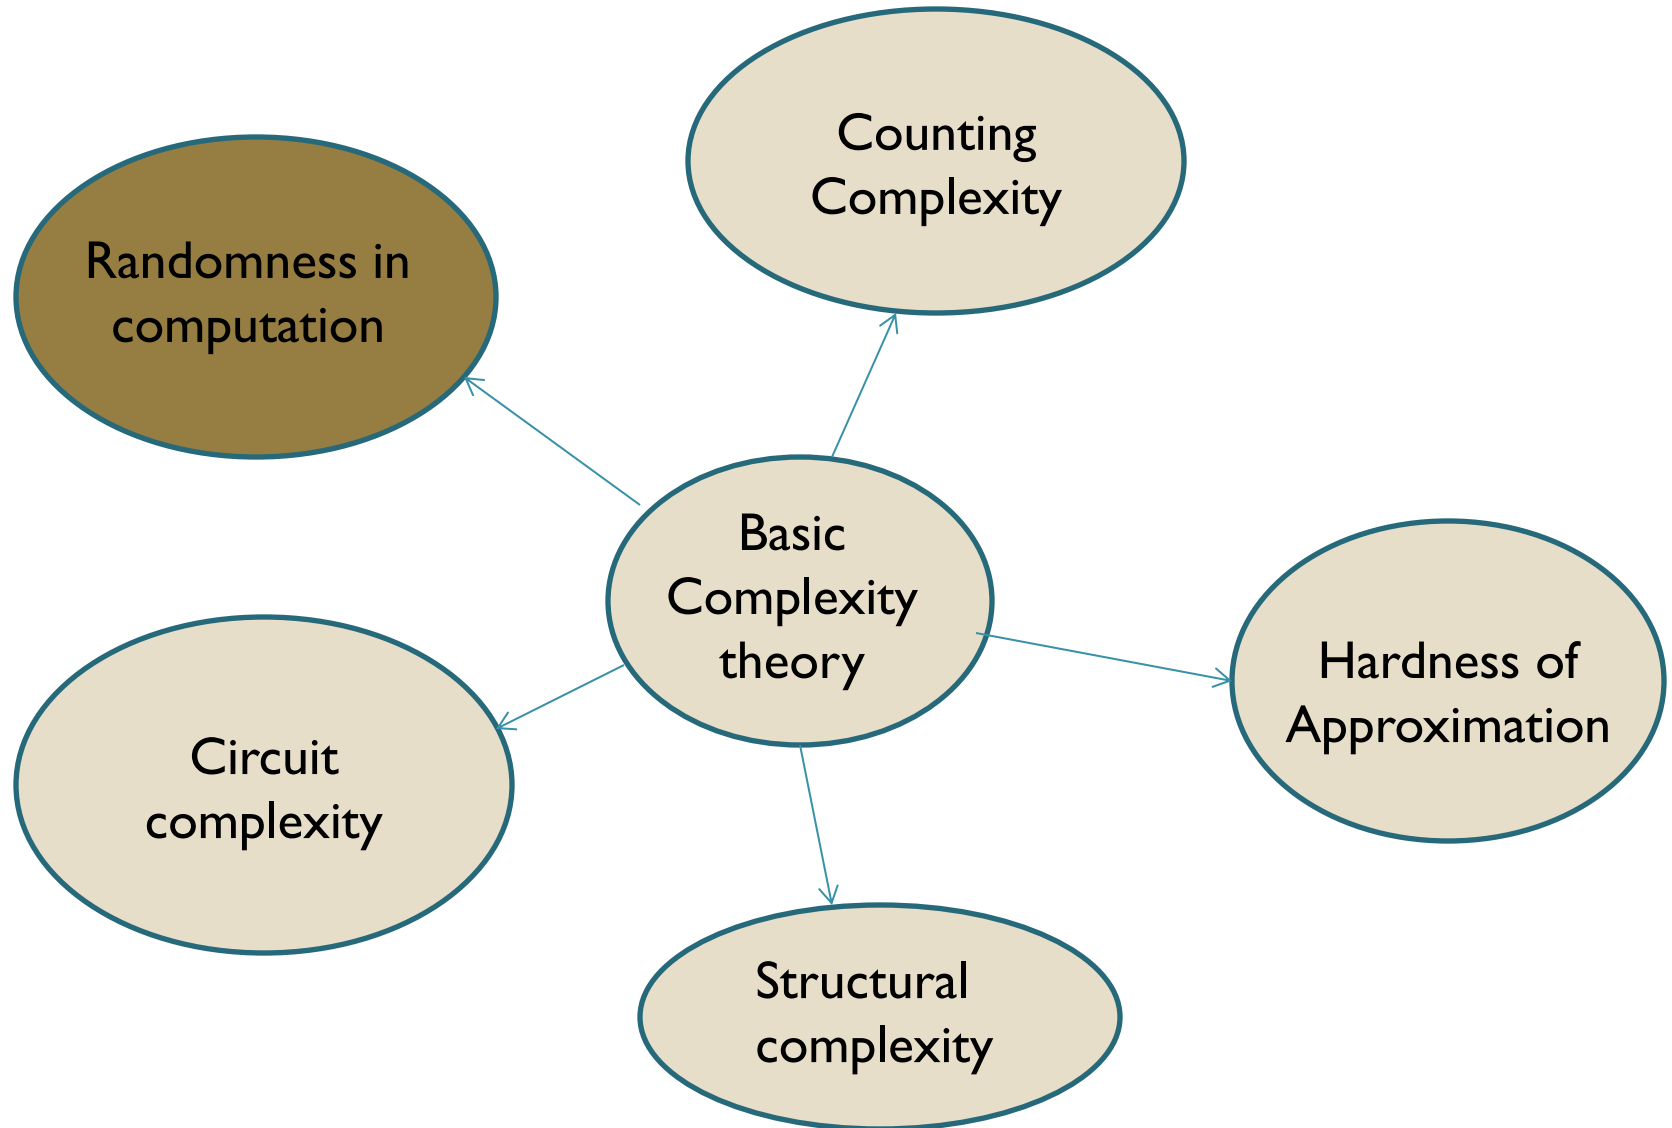 Counting
Complexity
Randomness in
computation
Basic
Complexity
theory
Hardness of
Approximation
Circuit
complexity
Structural
complexity